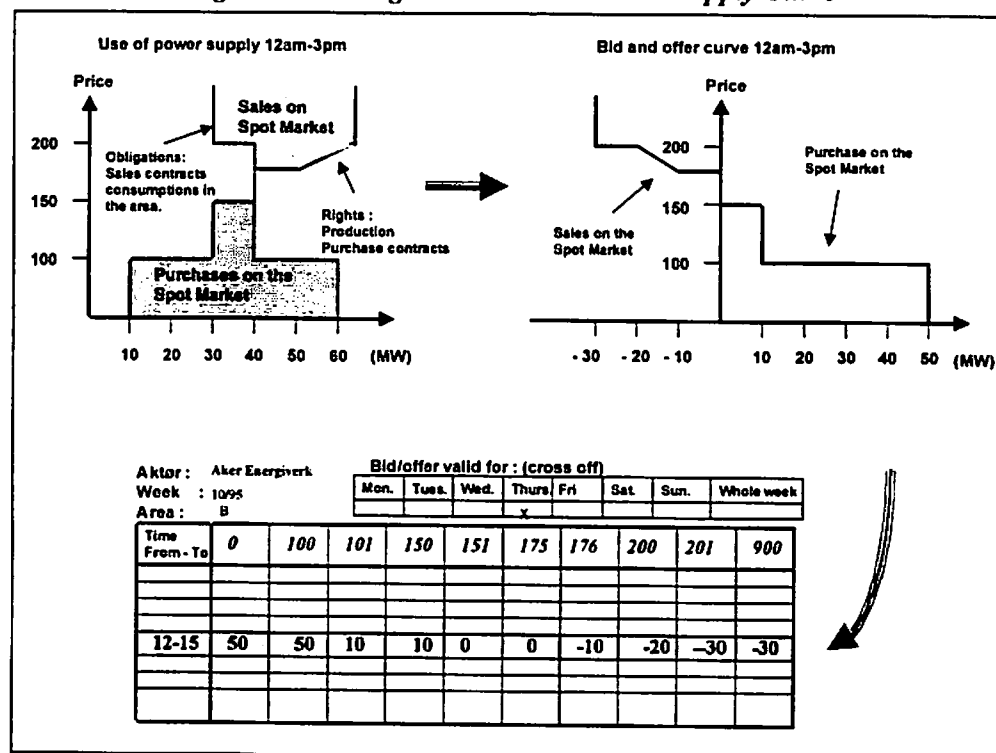 Use of power supply 12am-3pm
Bid and offer curve 12am-3pm
Price
Sales on
Spot Market
200
Obligations:
Sales contracts
consumptions in
the area.
150
Rights :
Production
Purchase contracts
100
Purchases on the
Spot Market
10 20 30 40 50 60 (MW)
Price
200
Purchase on the
Spot Market
150
Sales on the
Spot Market
100
-30 -20 -10 10 20 30 40 50 (MW)
Aktør : Aker Energiverk
Week : 10/95
Area : B
Bid/offer valid for : (cross off)
Mon. Tues. Wed. Thurs. Fri Sat. Sun. Whole week
x
Time
From - To 0 100 101 150 151 175 176 200 201 900
12-15 50 50 10 10 0 0 -10 -20 -30 -30